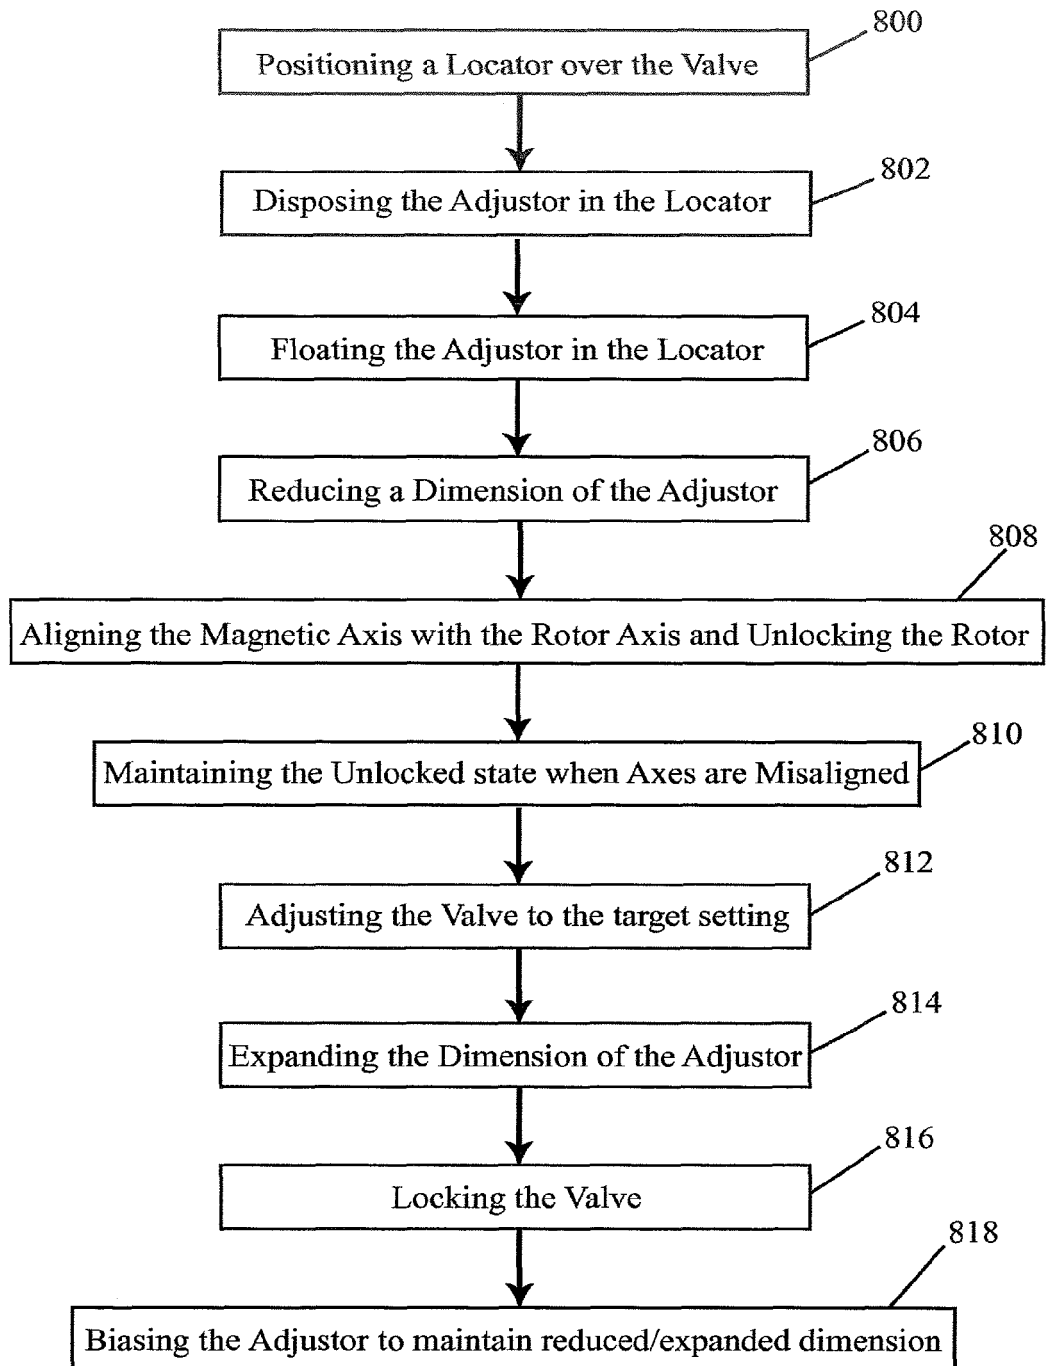 800
Positioning a Locator over the Valve
802
Disposing the Adjustor in the Locator
804
Floating the Adjustor in the Locator
806
Reducing a Dimension of the Adjustor
808
Aligning the Magnetic Axis with the Rotor Axis and Unlocking the Rotor
810
Maintaining the Unlocked state when Axes are Misaligned
812
Adjusting the Valve to the target setting
814
Expanding the Dimension of the Adjustor
816
Locking the Valve
818
Biasing the Adjustor to maintain reduced/expanded dimension